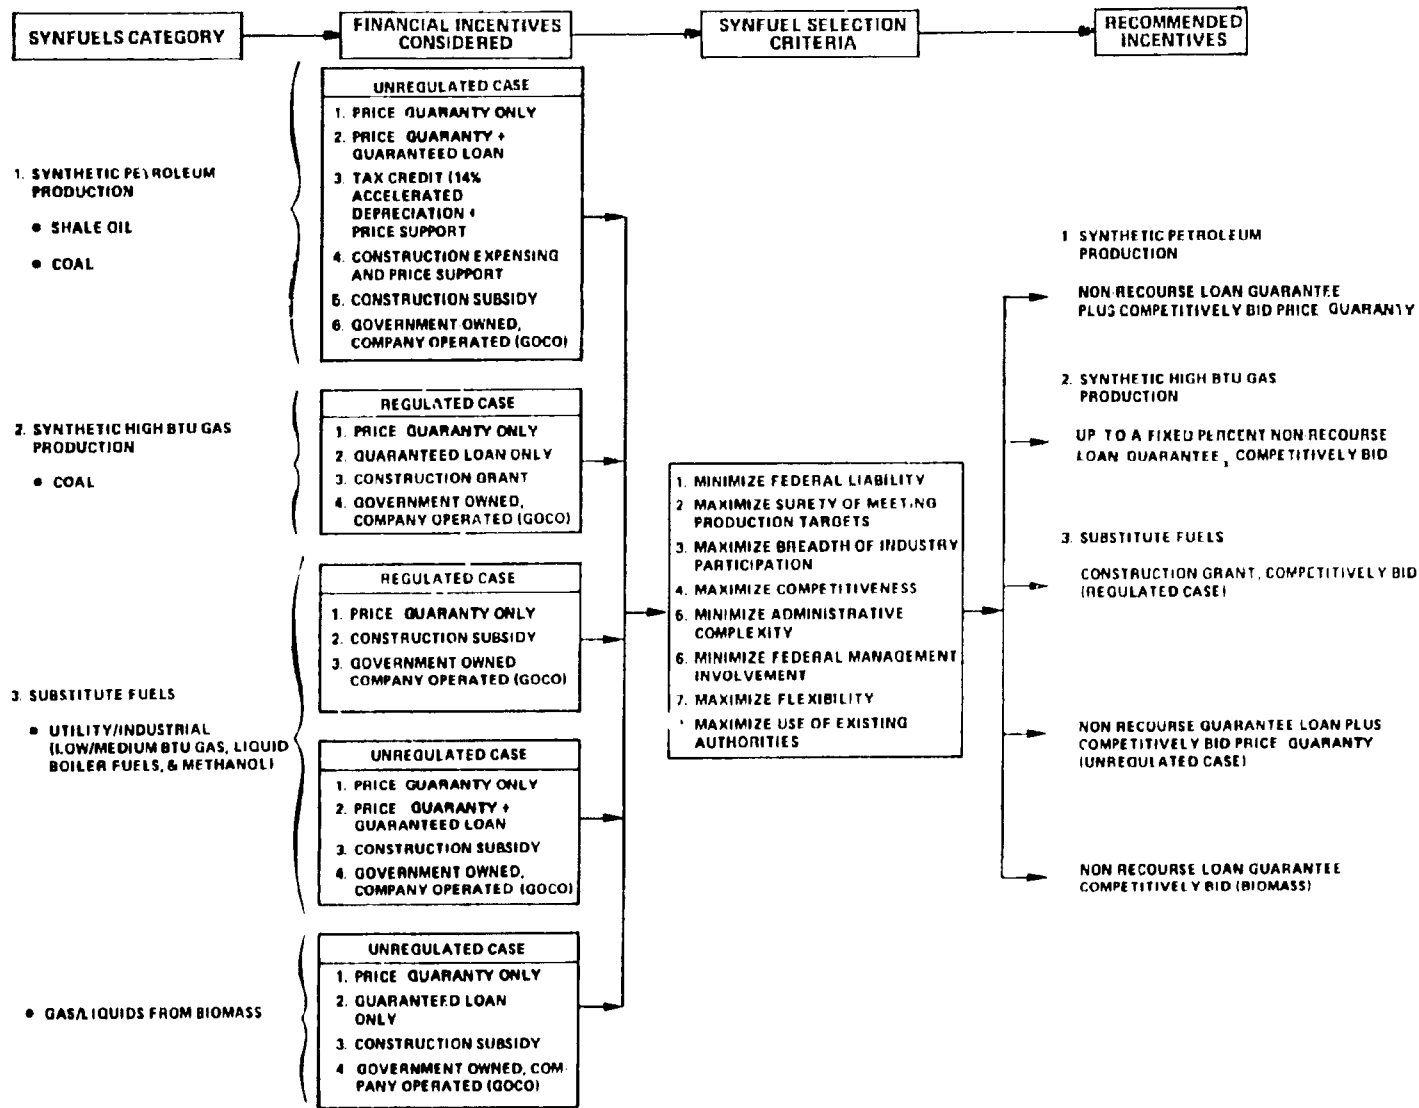 SYNFUELS CATEGORY
FINANCIAL INCENTIVES
CONSIDERED
SYNFUEL SELECTION
CRITERIA
RECOMMENDED
INCENTIVES
1. SYNTHETIC PETROLEUM
PRODUCTION
● SHALE OIL
● COAL
2. SYNTHETIC HIGH BTU GAS
PRODUCTION
● COAL
3. SUBSTITUTE FUELS
● UTILITY/INDUSTRIAL
(LOW/MEDIUM BTU GAS, LIQUID
BOILER FUELS, & METHANOL)
● GAS/LIQUIDS FROM BIOMASS
UNREGULATED CASE
1. PRICE GUARANTY ONLY
2. PRICE GUARANTY +
GUARANTEED LOAN
3. TAX CREDIT (14%
ACCELERATED
DEPRECIATION +
PRICE SUPPORT
4. CONSTRUCTION EXPENSING
AND PRICE SUPPORT
5. CONSTRUCTION SUBSIDY
6. GOVERNMENT OWNED,
COMPANY OPERATED (GOCO)
REGULATED CASE
1. PRICE GUARANTY ONLY
2. GUARANTEED LOAN ONLY
3. CONSTRUCTION GRANT
4. GOVERNMENT OWNED,
COMPANY OPERATED (GOCO)
REGULATED CASE
1. PRICE GUARANTY ONLY
2. CONSTRUCTION SUBSIDY
3. GOVERNMENT OWNED
COMPANY OPERATED (GOCO)
UNREGULATED CASE
1. PRICE GUARANTY ONLY
2. PRICE GUARANTY +
GUARANTEED LOAN
3. CONSTRUCTION SUBSIDY
4. GOVERNMENT OWNED,
COMPANY OPERATED (GOCO)
UNREGULATED CASE
1. PRICE GUARANTY ONLY
2. GUARANTEED LOAN
ONLY
3. CONSTRUCTION SUBSIDY
4 GOVERNMENT OWNED, COM-
PANY OPERATED (GOCO)
1. MINIMIZE FEDERAL LIABILITY
2 MAXIMIZE SURETY OF MEETING
PRODUCTION TARGETS
3. MAXIMIZE BREADTH OF INDUSTRY
PARTICIPATION
4. MAXIMIZE COMPETITIVENESS
5. MINIMIZE ADMINISTRATIVE
COMPLEXITY
6. MINIMIZE FEDERAL MANAGEMENT
INVOLVEMENT
7. MAXIMIZE FLEXIBILITY
MAXIMIZE USE OF EXISTING
AUTHORITIES
1 SYNTHETIC PETROLEUM
PRODUCTION
NON-RECOURSE LOAN GUARANTEE
PLUS COMPETITIVELY BID PRICE GUARANTY
2. SYNTHETIC HIGH BTU GAS
PRODUCTION
UP TO A FIXED PERCENT NON RECOURSE
LOAN GUARANTEE, COMPETITIVELY BID
3. SUBSTITUTE FUELS
CONSTRUCTION GRANT, COMPETITIVELY BID
(REGULATED CASE)
NON RECOURSE GUARANTEE LOAN PLUS
COMPETITIVELY BID PRICE GUARANTY
(UNREGULATED CASE)
NON RECOURSE LOAN GUARANTEE
COMPETITIVELY BID (BIOMASS)